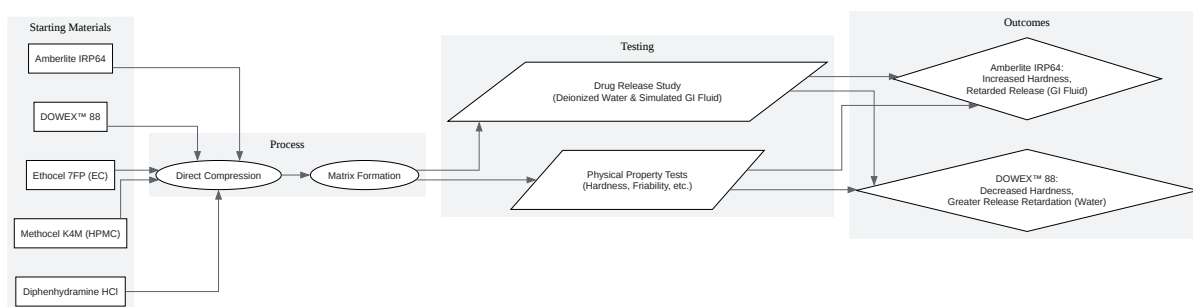 Starting Materials
Amberlite IRP64
DOWEX™ 88
Ethocel 7FP (EC)
Methocel K4M (HPMC)
Diphenhydramine HCl
Process
Direct Compression
Matrix Formation
Testing
Drug Release Study
(Deionized Water & Simulated GI Fluid)
Physical Property Tests
(Hardness, Friability, etc.)
Outcomes
Amberlite IRP64:
Increased Hardness,
Retarded Release (GI Fluid)
DOWEX™ 88:
Decreased Hardness,
Greater Release Retardation (Water)